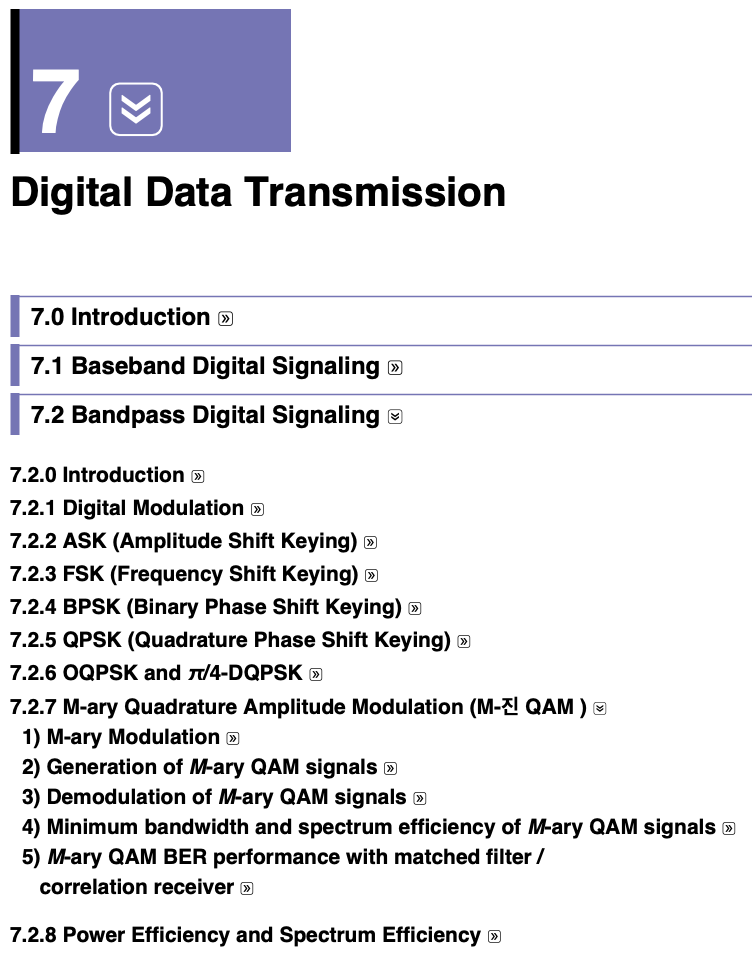 7
Digital Data Transmission
7.0 Introduction
7.1 Baseband Digital Signaling
7.2 Bandpass Digital Signaling
7.2.0 Introduction
7.2.1 Digital Modulation
7.2.2 ASK (Amplitude Shift Keying)
7.2.3 FSK (Frequency Shift Keying)
7.2.4 BPSK (Binary Phase Shift Keying)
7.2.5 QPSK (Quadrature Phase Shift Keying)
7.2.6 OQPSK and π/4-DQPSK
7.2.7 M-ary Quadrature Amplitude Modulation (M-진 QAM )
1) M-ary Modulation
2) Generation of M-ary QAM signals
3) Demodulation of M-ary QAM signals
4) Minimum bandwidth and spectrum efficiency of M-ary QAM signals
5) M-ary QAM BER performance with matched filter /
correlation receiver
7.2.8 Power Efficiency and Spectrum Efficiency